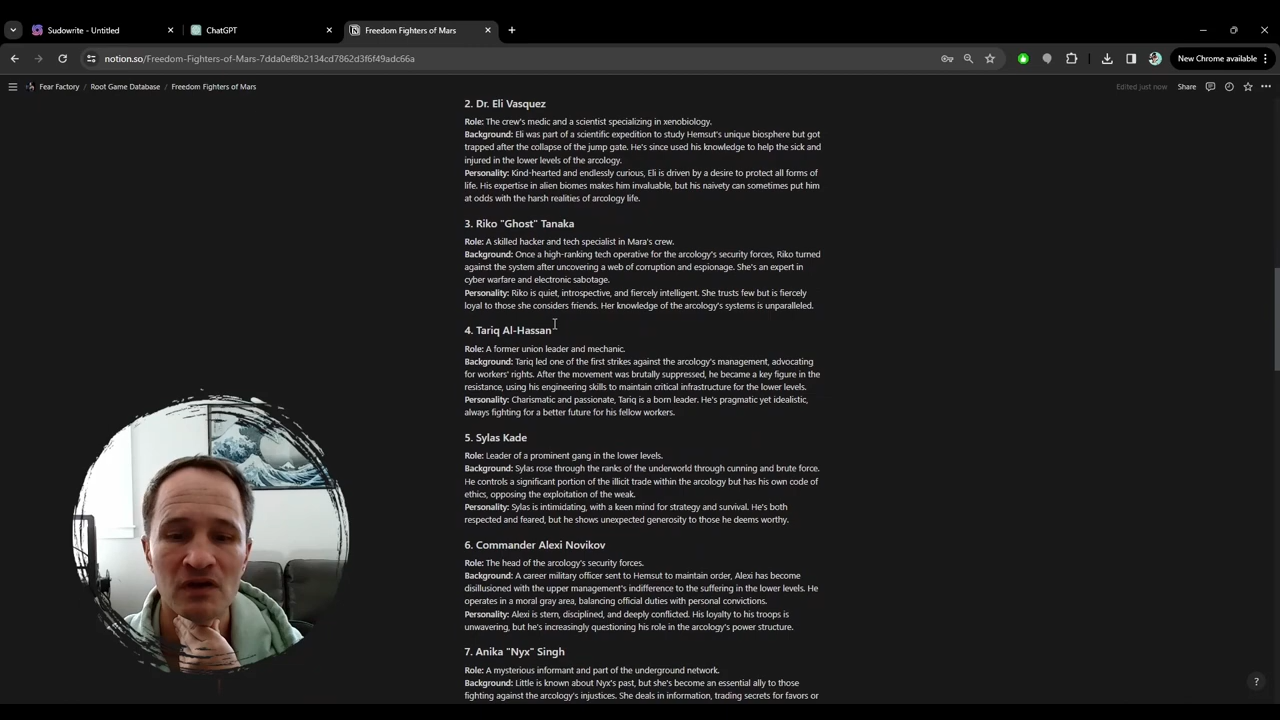 Sudowrite - Untitled
ChatGPT
Freedom Fighters of Mars
notion.so/Freedom-Fighters-of-Mars-7dda0ef8b2134cd7862d3f6f49adc66a
New Chrome available
Fear Factory / Root Game Database / Freedom Fighters of Mars
Edited just now
Share
2. Dr. Eli Vasquez
Role: The crew's medic and a scientist specializing in xenobiology.
Background: Eli was part of a scientific expedition to study Hemsut's unique biosphere but got
trapped after the collapse of the jump gate. He's since used his knowledge to help the sick and
injured in the lower levels of the arcology.
Personality: Kind-hearted and endlessly curious, Eli is driven by a desire to protect all forms of
life. His expertise in alien biomes makes him invaluable, but his naivety can sometimes put him
at odds with the harsh realities of arcology life.
3. Riko "Ghost" Tanaka
Role: A skilled hacker and tech specialist in Mara's crew.
Background: Once a high-ranking tech operative for the arcology's security forces, Riko turned
against the system after uncovering a web of corruption and espionage. She's an expert in
cyber warfare and electronic sabotage.
Personality: Riko is quiet, introspective, and fiercely intelligent. She trusts few but is fiercely
loyal to those she considers friends. Her knowledge of the arcology's systems is unparalleled.
4. Tariq Al-Hassan
Role: A former union leader and mechanic.
Background: Tariq led one of the first strikes against the arcology's management, advocating
for workers' rights. After the movement was brutally suppressed, he became a key figure in the
resistance, using his engineering skills to maintain critical infrastructure for the lower levels.
Personality: Charismatic and passionate, Tariq is a born leader. He's pragmatic yet idealistic,
always fighting for a better future for his fellow workers.
5. Sylas Kade
Role: Leader of a prominent gang in the lower levels.
Background: Sylas rose through the ranks of the underworld through cunning and brute force.
He controls a significant portion of the illicit trade within the arcology but has his own code of
ethics, opposing the exploitation of the weak.
Personality: Sylas is intimidating, with a keen mind for strategy and survival. He's both
respected and feared, but he shows unexpected generosity to those he deems worthy.
6. Commander Alexi Novikov
Role: The head of the arcology's security forces.
Background: A career military officer sent to Hemsut to maintain order, Alexi has become
disillusioned with the upper management's indifference to the suffering in the lower levels. He
operates in a moral gray area, balancing official duties with personal convictions.
Personality: Alexi is stern, disciplined, and deeply conflicted. His loyalty to his troops is
unwavering, but he's increasingly questioning his role in the arcology's power structure.
7. Anika "Nyx" Singh
Role: A mysterious informant and part of the underground network.
Background: Little is known about Nyx's past, but she's become an essential ally to those
fighting against the arcology's injustices. She deals in information, trading secrets for favors or
?